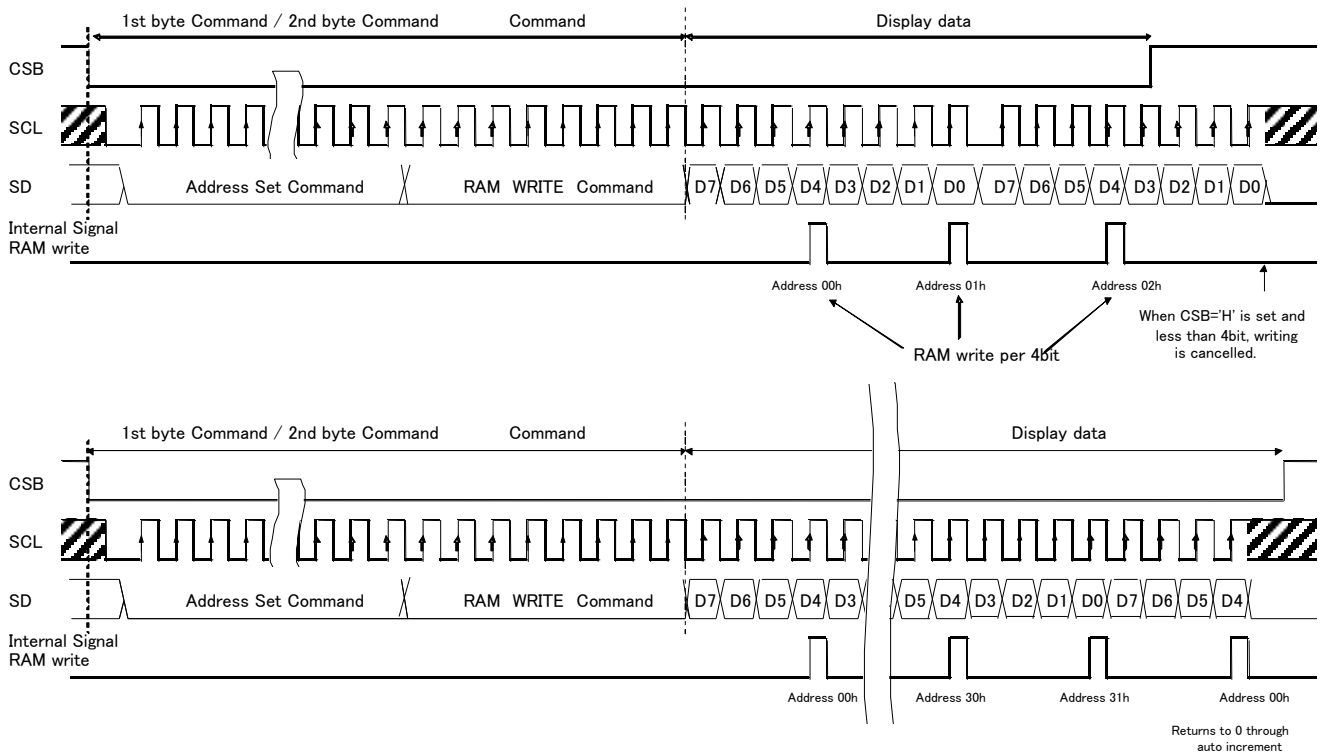 1st byte Command / 2nd byte Command Command Display data
CSB
SCL
SD Address Set Command RAM WRITE Command D7 D6 D5 D4 D3 D2 D1 D0 D7 D6 D5 D4 D3 D2 D1 D0
Internal Signal
RAM write
Address 00h Address 01h Address 02h
When CSB='H' is set and
less than 4bit, writing
is cancelled.
RAM write per 4bit
1st byte Command / 2nd byte Command Command Display data
CSB
SCL
SD Address Set Command RAM WRITE Command D7 D6 D5 D4 D3 D5 D4 D3 D2 D1 D0 D7 D6 D5 D4
Internal Signal
RAM write
Address 00h Address 30h Address 31h Address 00h
Returns to 0 through
auto increment